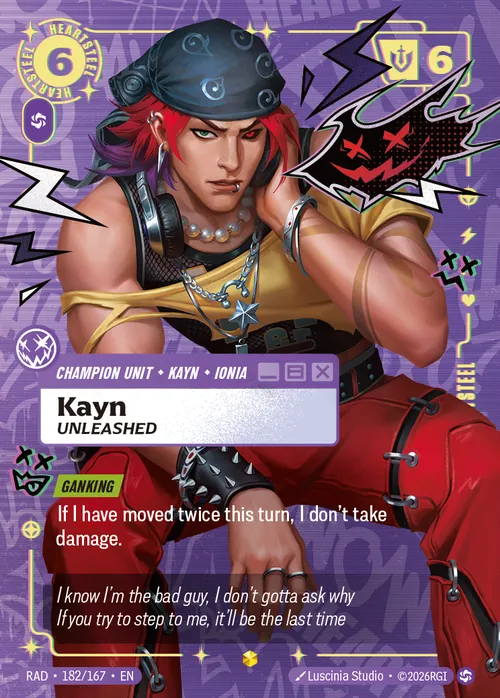 HEARTSTEEL
HEARTSTEEL
6
6
STEEL
CHAMPION UNIT • KAYN • IONIA
Kayn
UNLEASHED
GANKING
If I have moved twice this turn, I don't take
damage.
I know I'm the bad guy, I don't gotta ask why
If you try to step to me, it'll be the last time
RAD • 182/167 • EN
Luscinia Studio • ©2026RGI